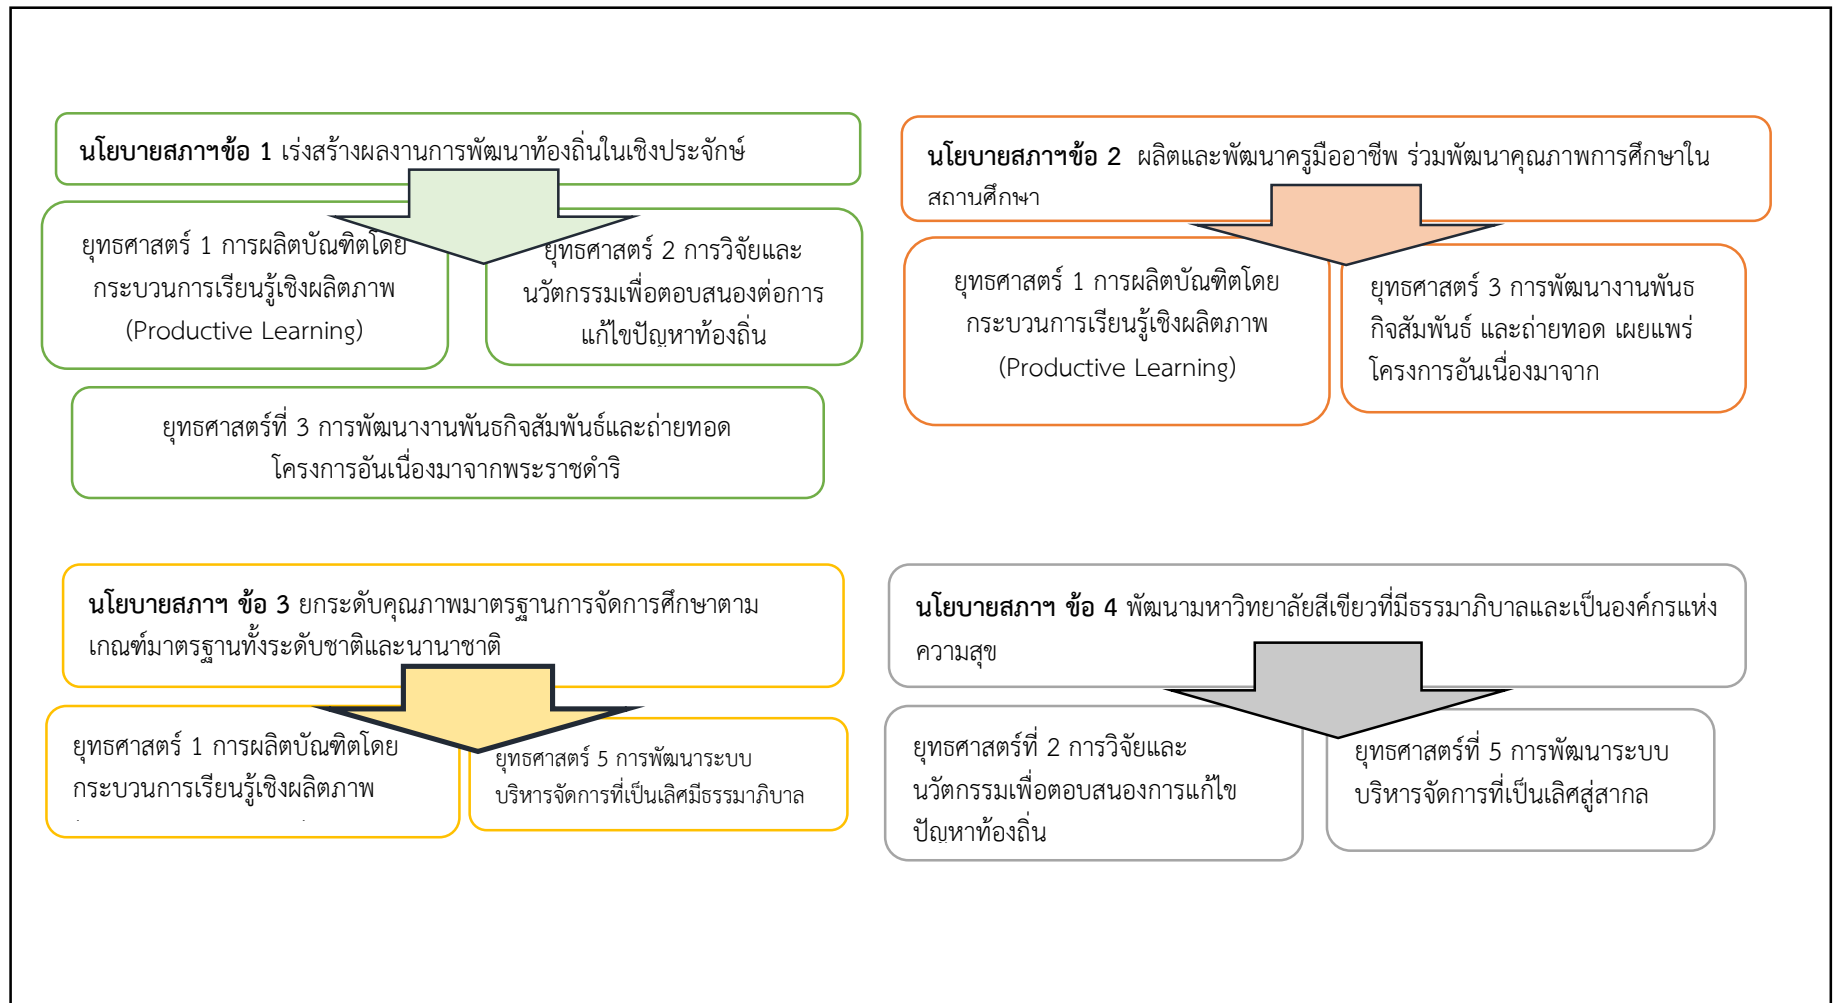 นโยบายสภาฯข้อ 1 เร่งสร้างผลงานการพัฒนาท้องถิ่นในเชิงประจักษ์
ยุทธศาสตร์ 1 การผลิตบัณฑิตโดย
กระบวนการเรียนรู้เชิงผลิตภาพ
(Productive Learning)
ยุทธศาสตร์ 2 การวิจัยและ
นวัตกรรมเพื่อตอบสนองต่อการ
แก้ไขปัญหาท้องถิ่น
ยุทธศาสตร์ที่ 3 การพัฒนางานพันธกิจสัมพันธ์และถ่ายทอด
โครงการอันเนื่องมาจากพระราชดำริ
นโยบายสภาฯข้อ 2 ผลิตและพัฒนาครูมืออาชีพ ร่วมพัฒนาคุณภาพการศึกษาใน
สถานศึกษา
ยุทธศาสตร์ 1 การผลิตบัณฑิตโดย
กระบวนการเรียนรู้เชิงผลิตภาพ
(Productive Learning)
ยุทธศาสตร์ 3 การพัฒนางานพันธ
กิจสัมพันธ์ และถ่ายทอด เผยแพร่
โครงการอันเนื่องมาจาก
นโยบายสภาฯ ข้อ 3 ยกระดับคุณภาพมาตรฐานการจัดการศึกษาตาม
เกณฑ์มาตรฐานทั้งระดับชาติและนานาชาติ
ยุทธศาสตร์ 1 การผลิตบัณฑิตโดย
กระบวนการเรียนรู้เชิงผลิตภาพ
ยุทธศาสตร์ 5 การพัฒนาระบบ
บริหารจัดการที่เป็นเลิศมีธรรมาภิบาล
นโยบายสภาฯ ข้อ 4 พัฒนามหาวิทยาลัยสีเขียวที่มีธรรมาภิบาลและเป็นองค์กรแห่ง
ความสุข
ยุทธศาสตร์ที่ 2 การวิจัยและ
นวัตกรรมเพื่อตอบสนองการแก้ไข
ปัญหาท้องถิ่น
ยุทธศาสตร์ที่ 5 การพัฒนาระบบ
บริหารจัดการที่เป็นเลิศสู่สากล